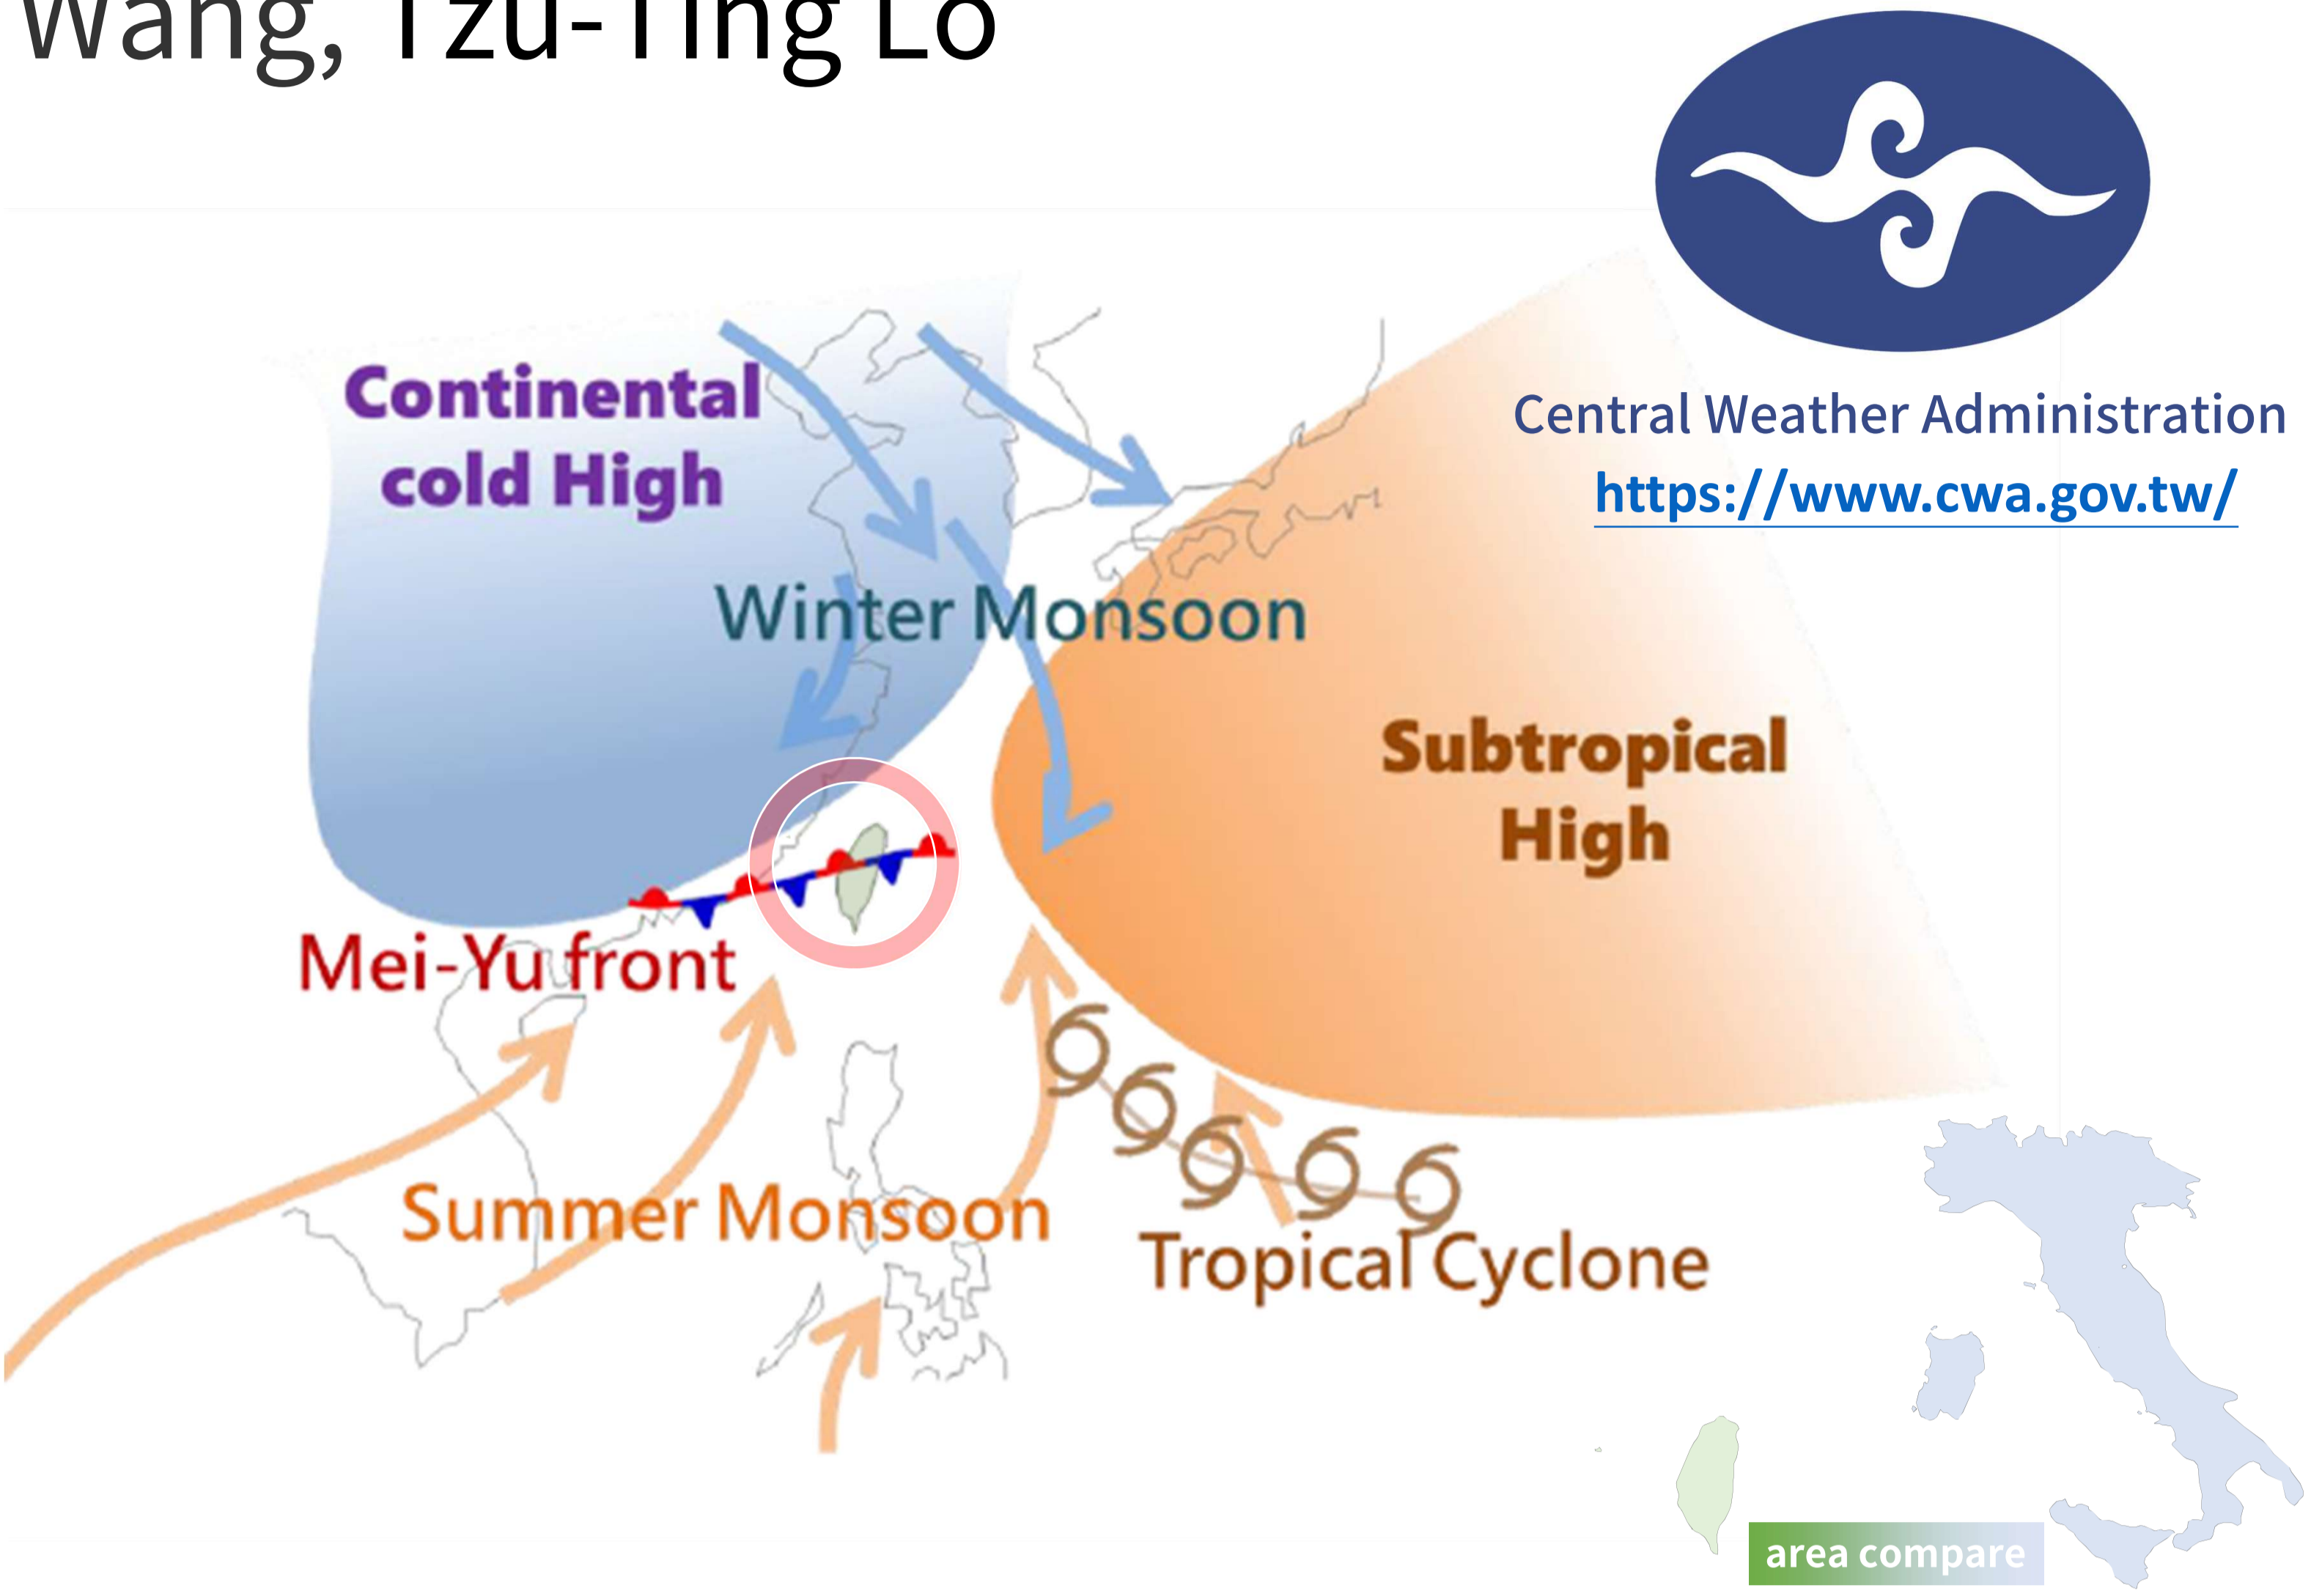 Wang, Tzu-Ting Lo
Central Weather Administration
https://www.cwa.gov.tw/
Continental
cold High
Winter Monsoon
Subtropical
High
Mei-Yu front
Summer Monsoon
Tropical Cyclone
area compare